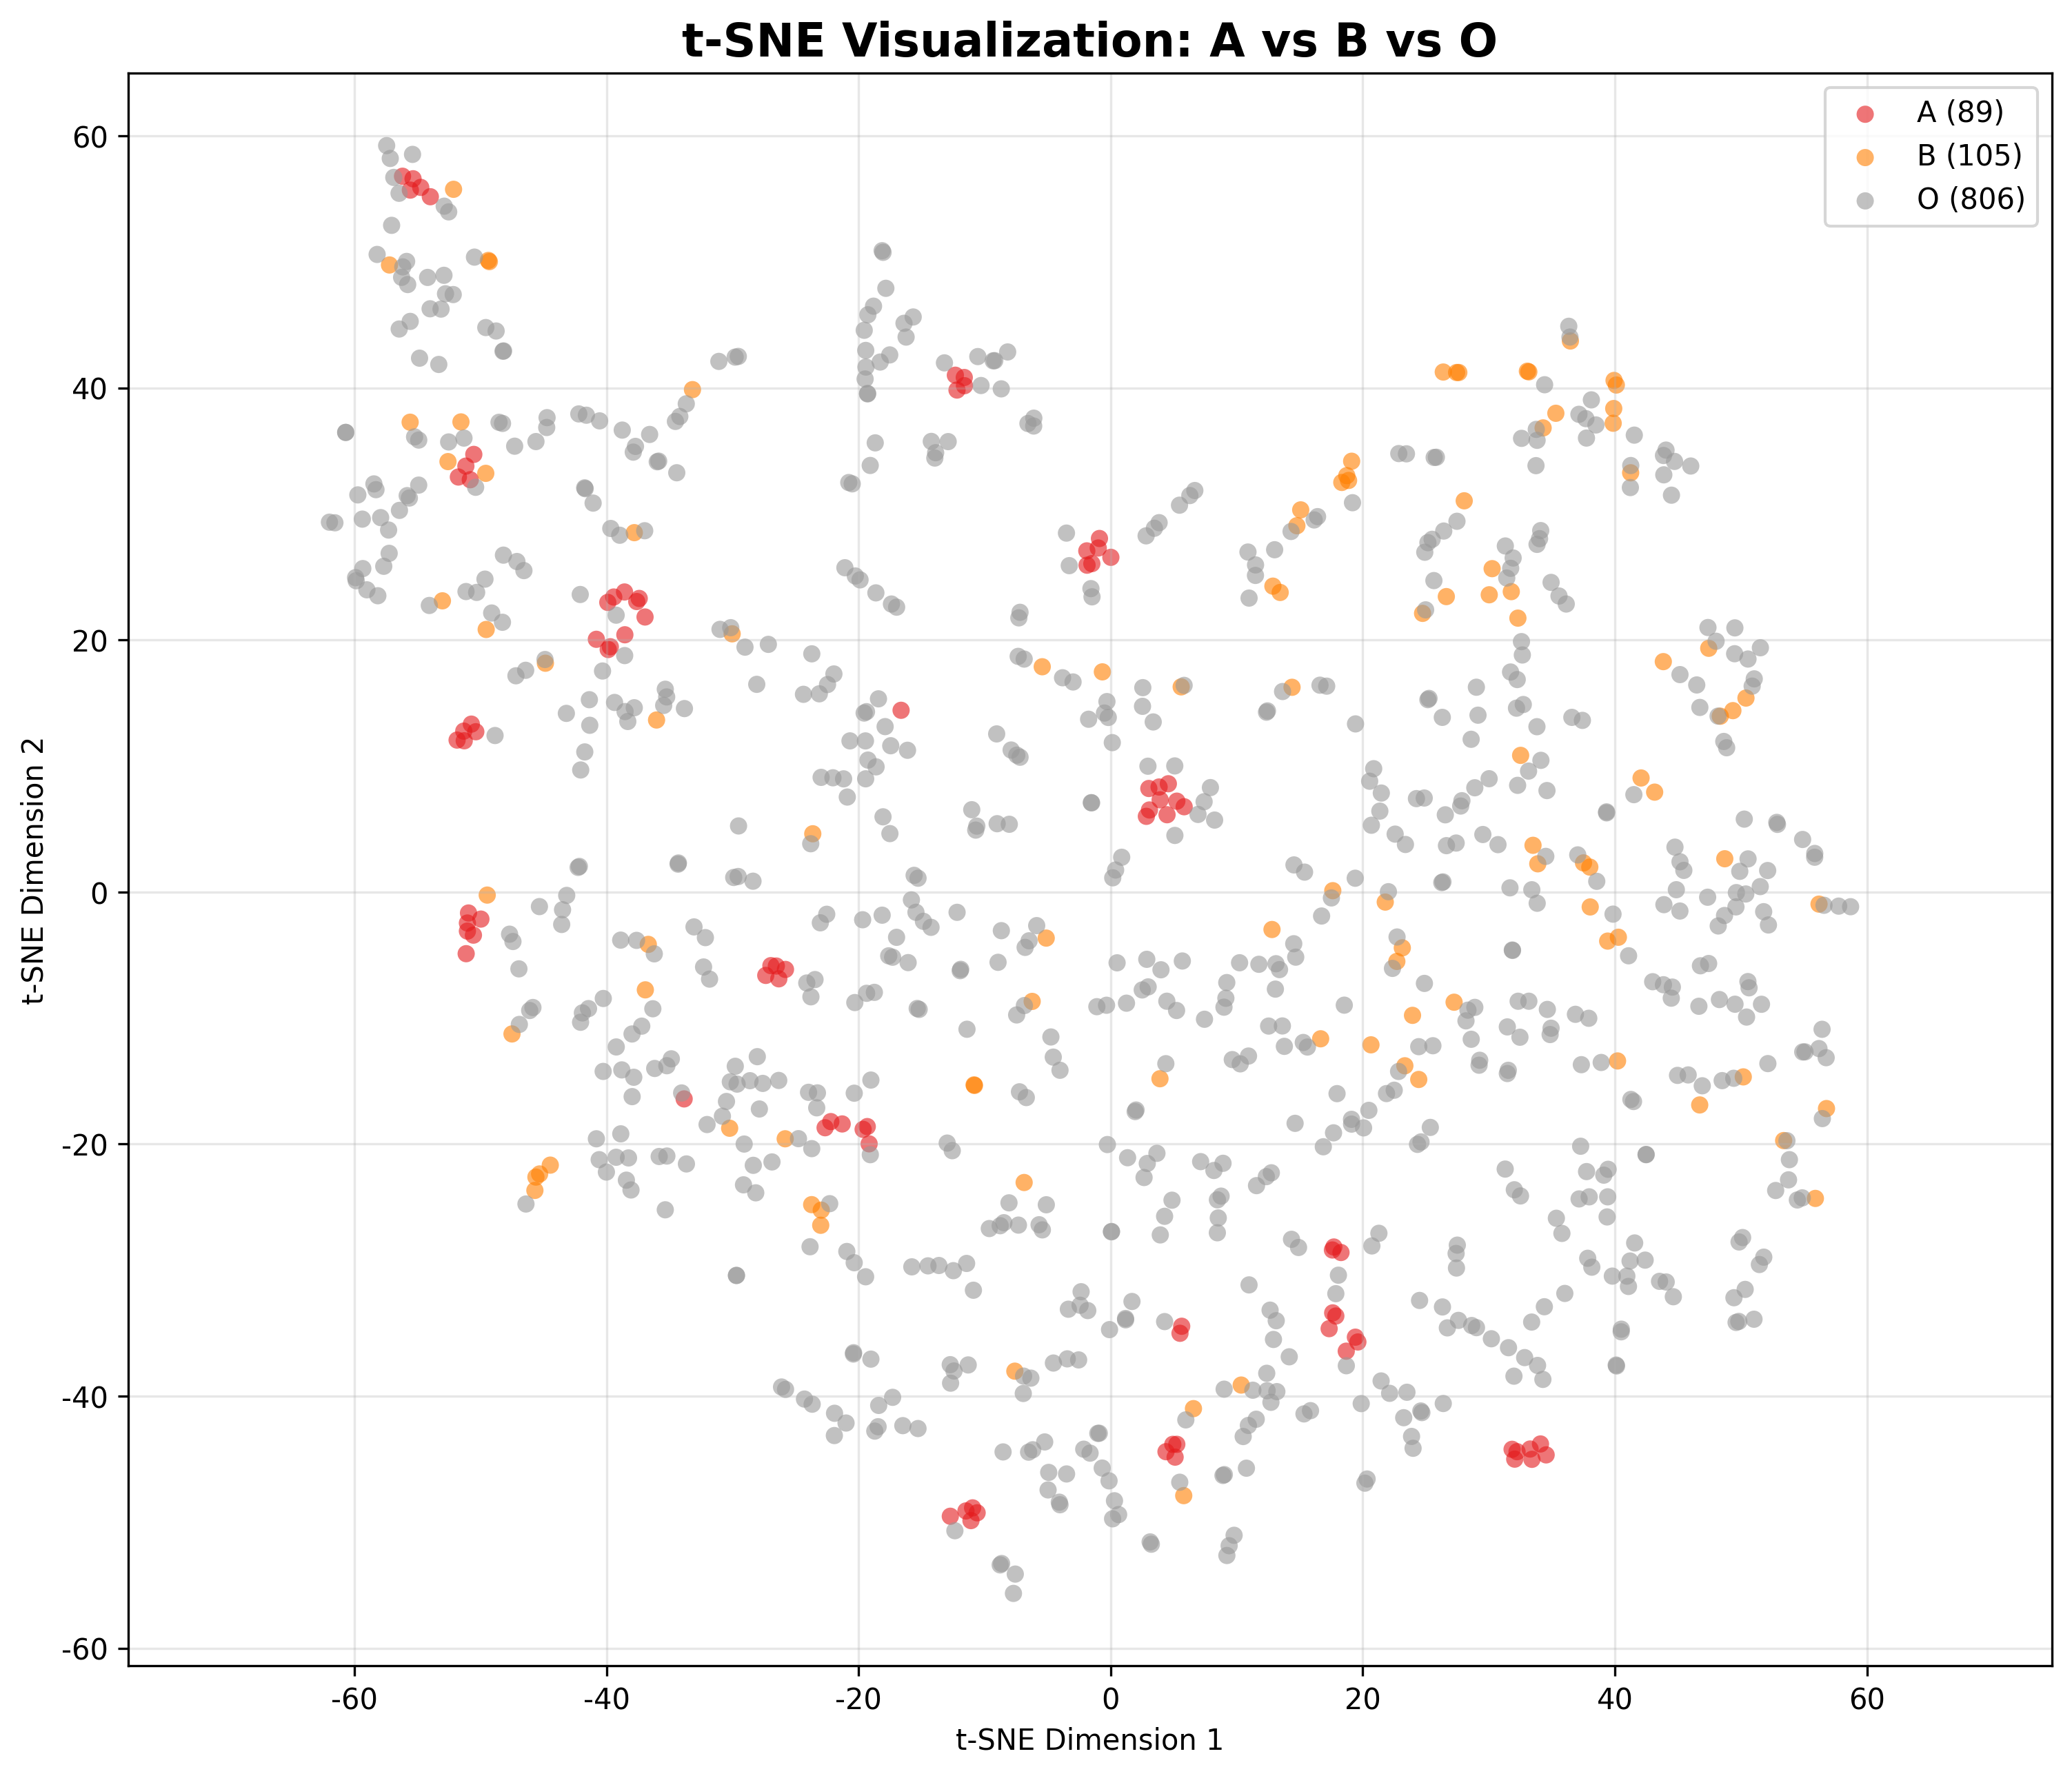 t-SNE Visualization: A vs B vs O
A (89)
B (105)
O (806)
60
40
20
0
-20
-40
-60
t-SNE Dimension 2
-60
-40
-20
0
20
40
60
t-SNE Dimension 1